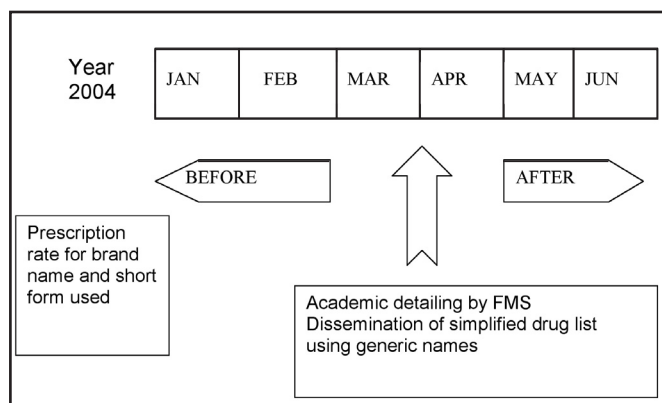 Year
2004
JAN FEB MAR APR MAY JUN
BEFORE AFTER
Prescription
rate for brand
name and short
form used
Academic detailing by FMS
Dissemination of simplified drug list
using generic names